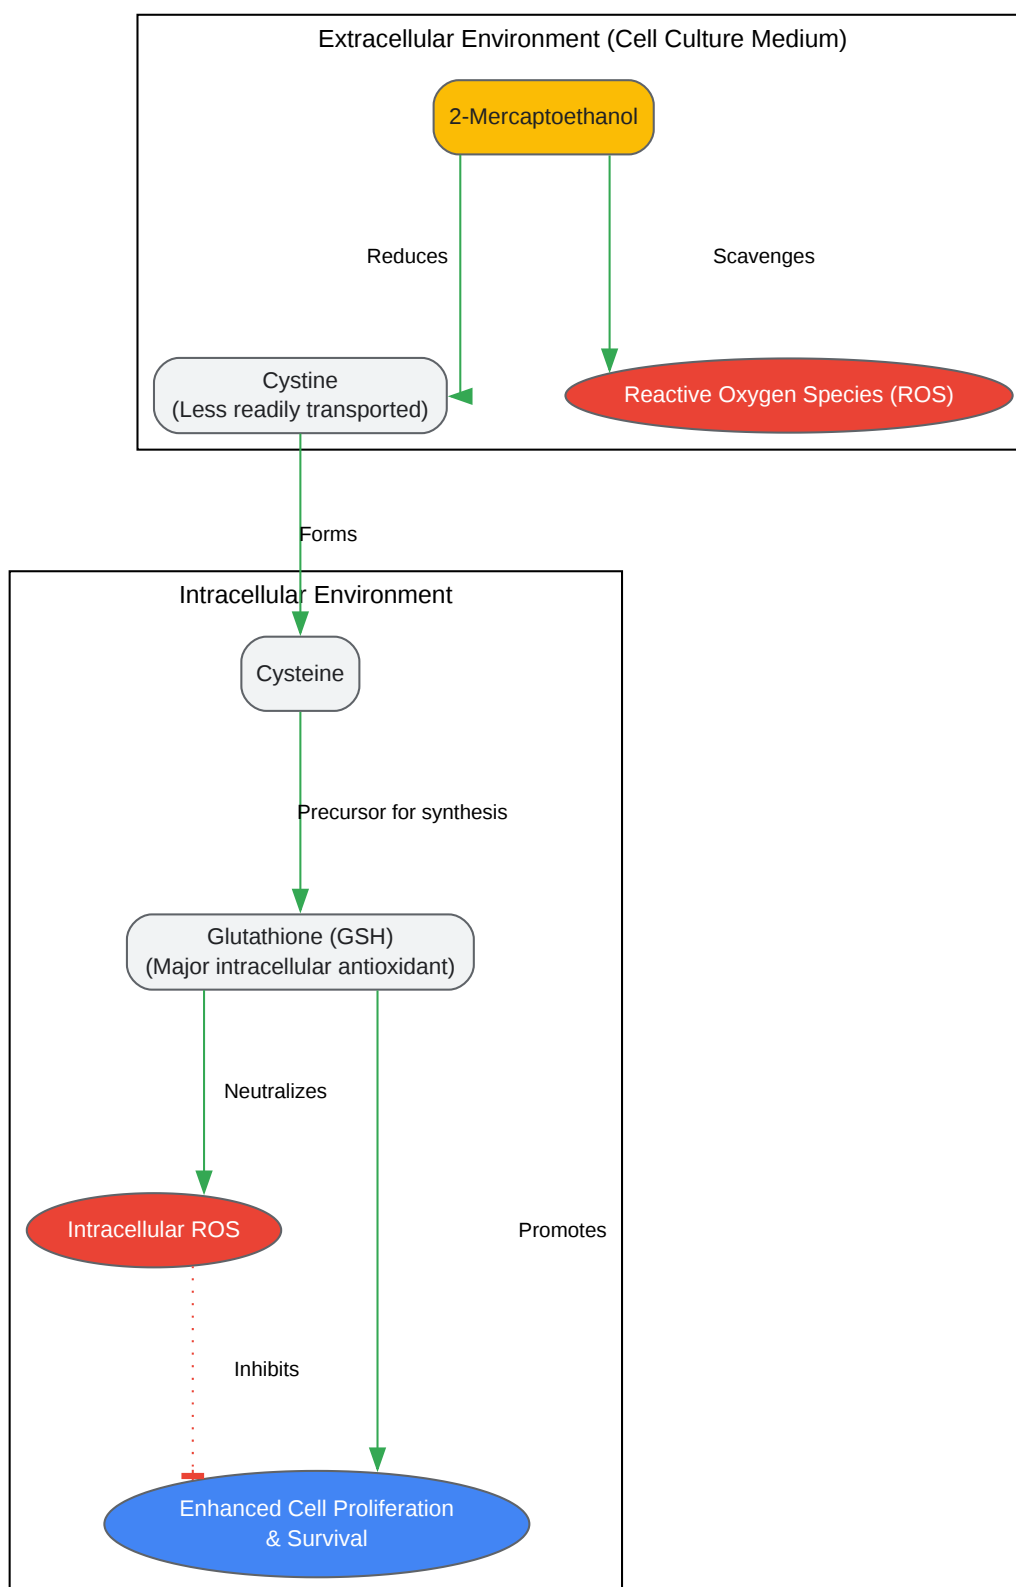 Extracellular Environment (Cell Culture Medium)
2-Mercaptoethanol
Reduces
Scavenges
Cystine
(Less readily transported)
Reactive Oxygen Species (ROS)
Forms
Intracellular Environment
Cysteine
Precursor for synthesis
Glutathione (GSH)
(Major intracellular antioxidant)
Neutralizes
Intracellular ROS
Promotes
Inhibits
Enhanced Cell Proliferation
& Survival